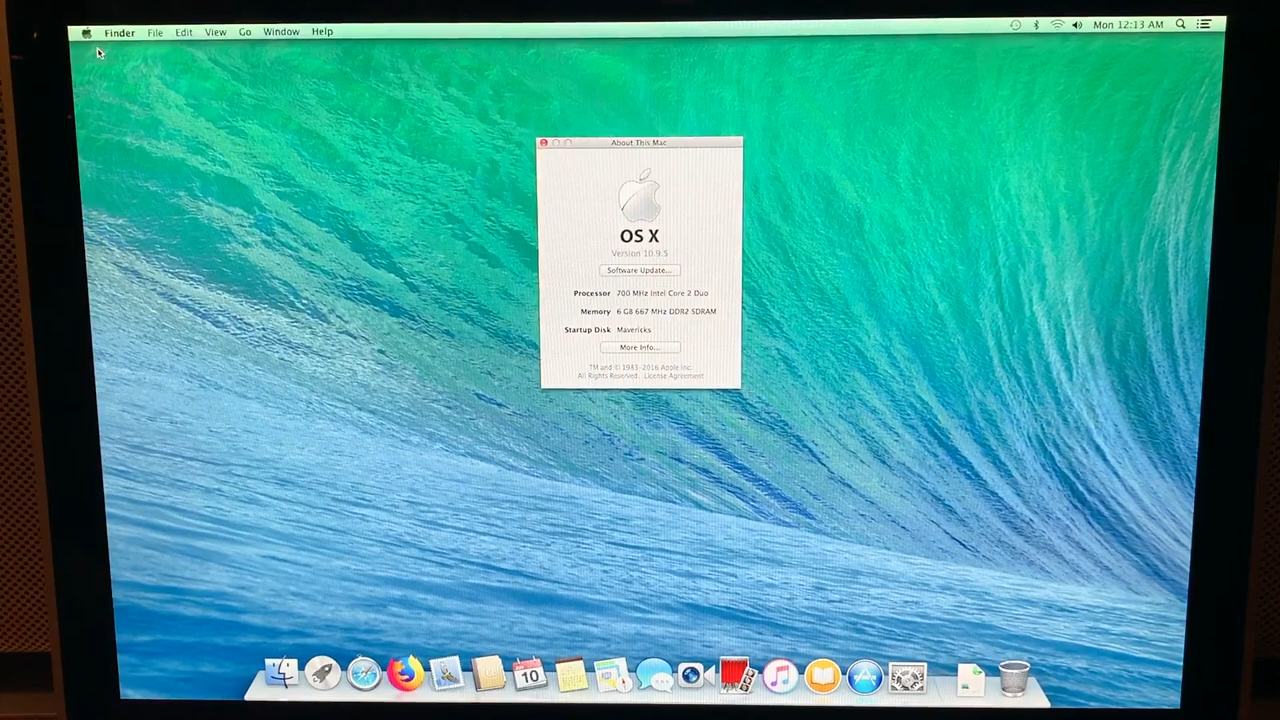 Finder File Edit View Go Window Help Mon 12:13 AM
About This Mac
OS X
Version 10.9.5
Software Update...
Processor 700 MHz Intel Core 2 Duo
Memory 6 GB 667 MHz DDR2 SDRAM
Startup Disk Mavericks
More Info...
TM and © 1983-2016 Apple Inc.
All Rights Reserved. License Agreement
10